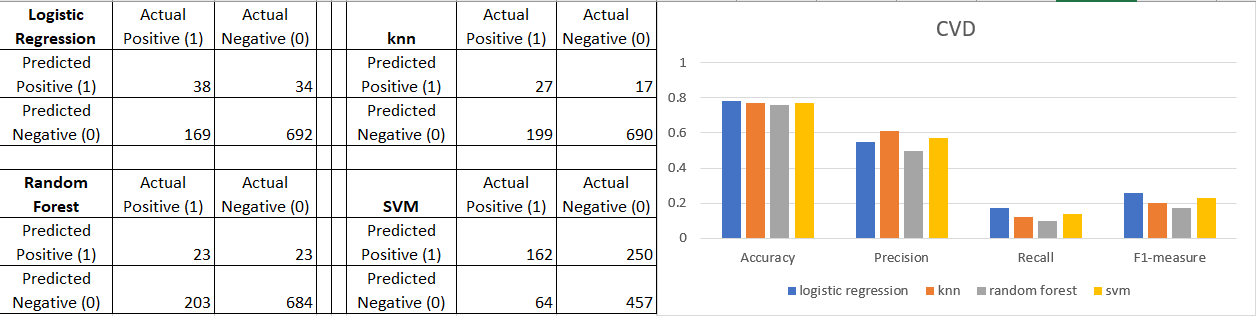 Logistic Regression Actual Positive (1) Actual Negative (0) knn Actual Positive (1) Actual Negative (0)
Predicted Positive (1) 38 34 Predicted Positive (1) 27 17
Predicted Negative (0) 169 692 Predicted Negative (0) 199 690
Random Forest Actual Positive (1) Actual Negative (0) SVM Actual Positive (1) Actual Negative (0)
Predicted Positive (1) 23 23 Predicted Positive (1) 162 250
Predicted Negative (0) 203 684 Predicted Negative (0) 64 457
CVD
1
0.8
0.6
0.4
0.2
0
Accuracy Precision Recall F1-measure
logistic regression knn random forest svm